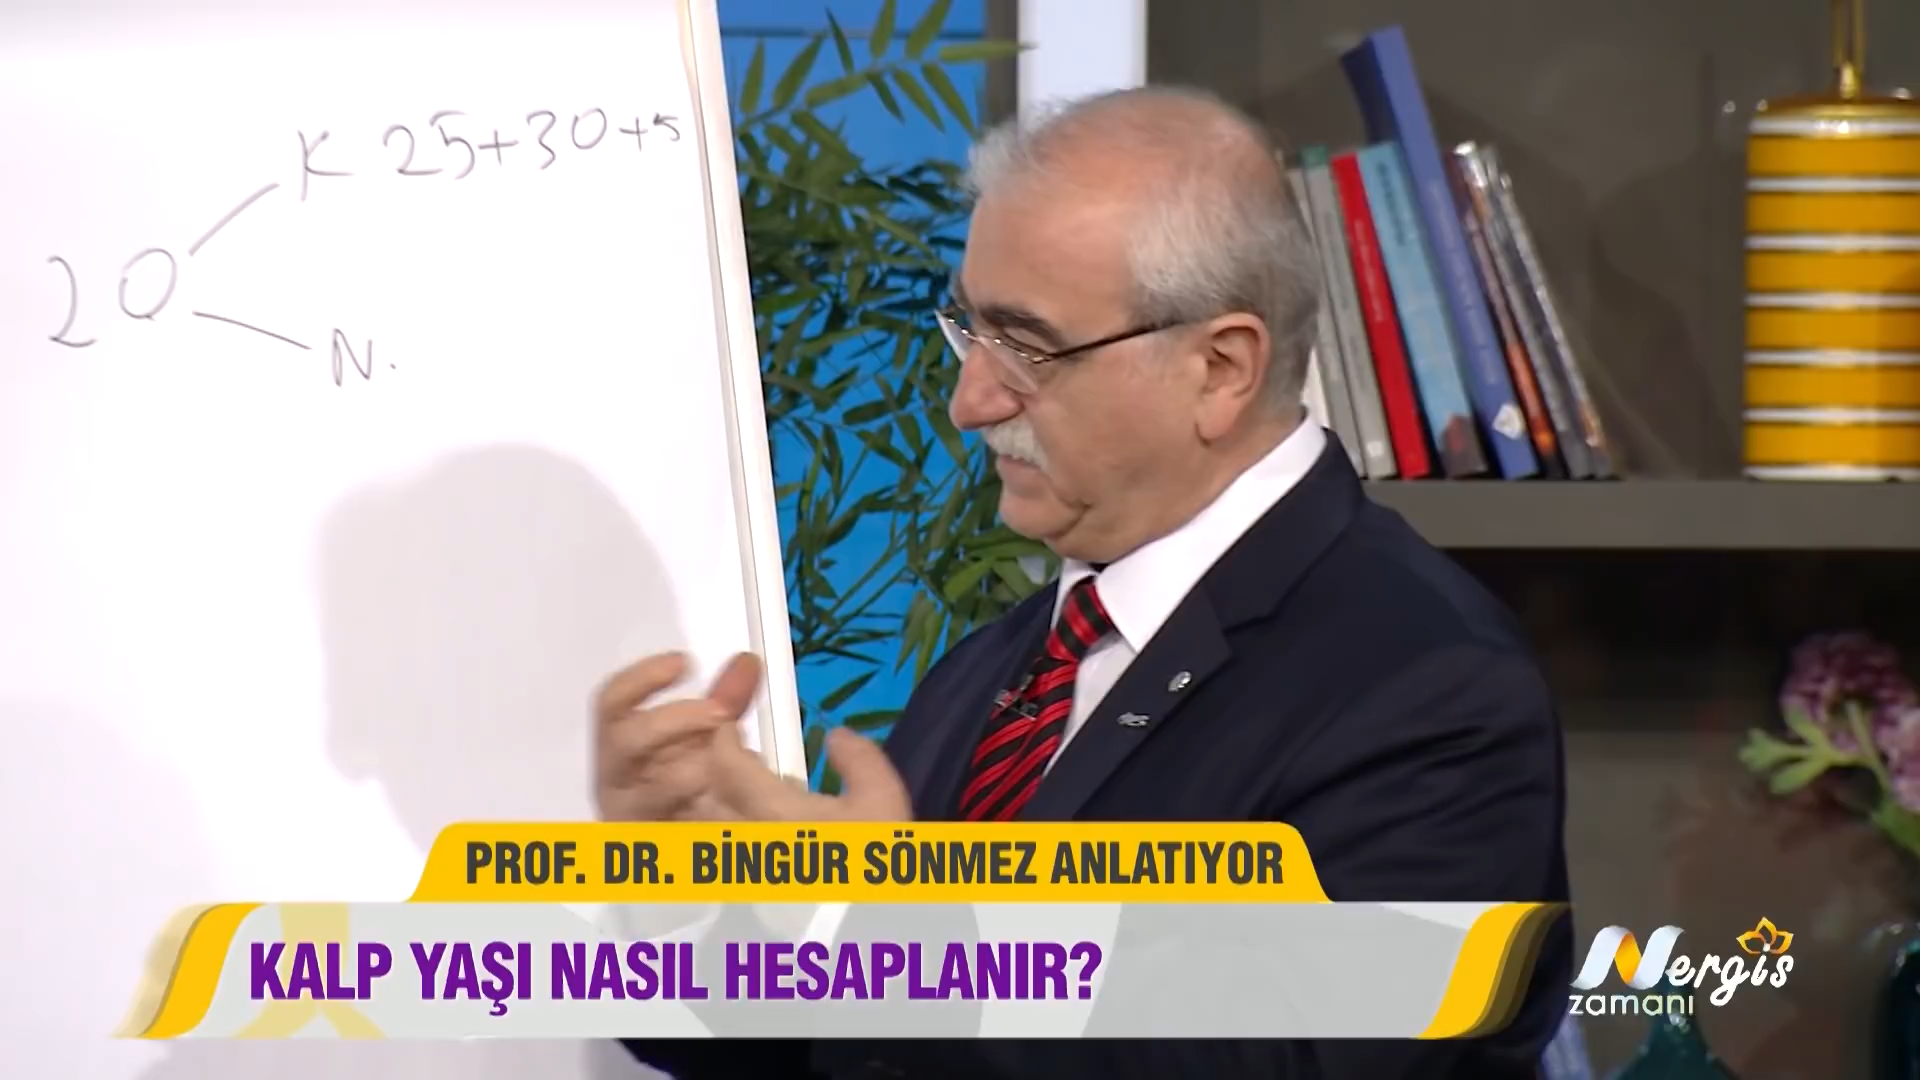 K 25+30+5
20
N.
PROF. DR. BİNGÜR SÖNMEZ ANLATIYOR
KALP YAŞI NASIL HESAPLANIR?
Nergis
zamanı